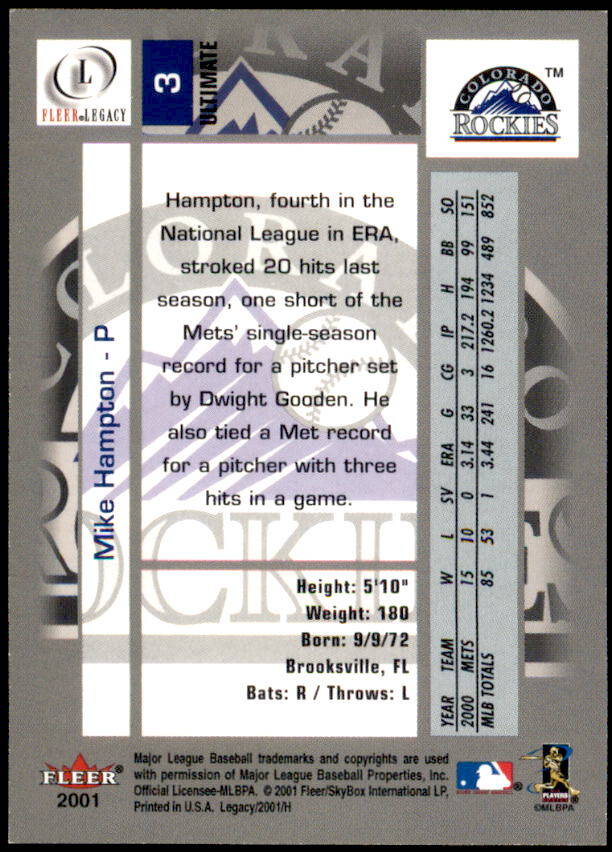 L
FLEER LEGACY
3
ULTIMATE
COLORADO
ROCKIES
TM
Mike Hampton - P
Hampton, fourth in the
National League in ERA,
stroked 20 hits last
season, one short of the
Mets' single-season
record for a pitcher set
by Dwight Gooden. He
also tied a Met record
for a pitcher with three
hits in a game.
Height: 5'10"
Weight: 180
Born: 9/9/72
Brooksville, FL
Bats: R / Throws: L
YEAR TEAM W L SV ERA G CG IP H BB SO
2000 METS 15 10 0 3.14 33 3 217.2 194 99 151
MLB TOTALS 85 53 1 3.44 241 16 1260.2 1234 489 852
FLEER®
2001
Major League Baseball trademarks and copyrights are used
with permission of Major League Baseball Properties, Inc.
Official Licensee-MLBPA. © 2001 Fleer/SkyBox International LP,
Printed in U.S.A. Legacy/2001/H
PLAYERS
©MLBPA